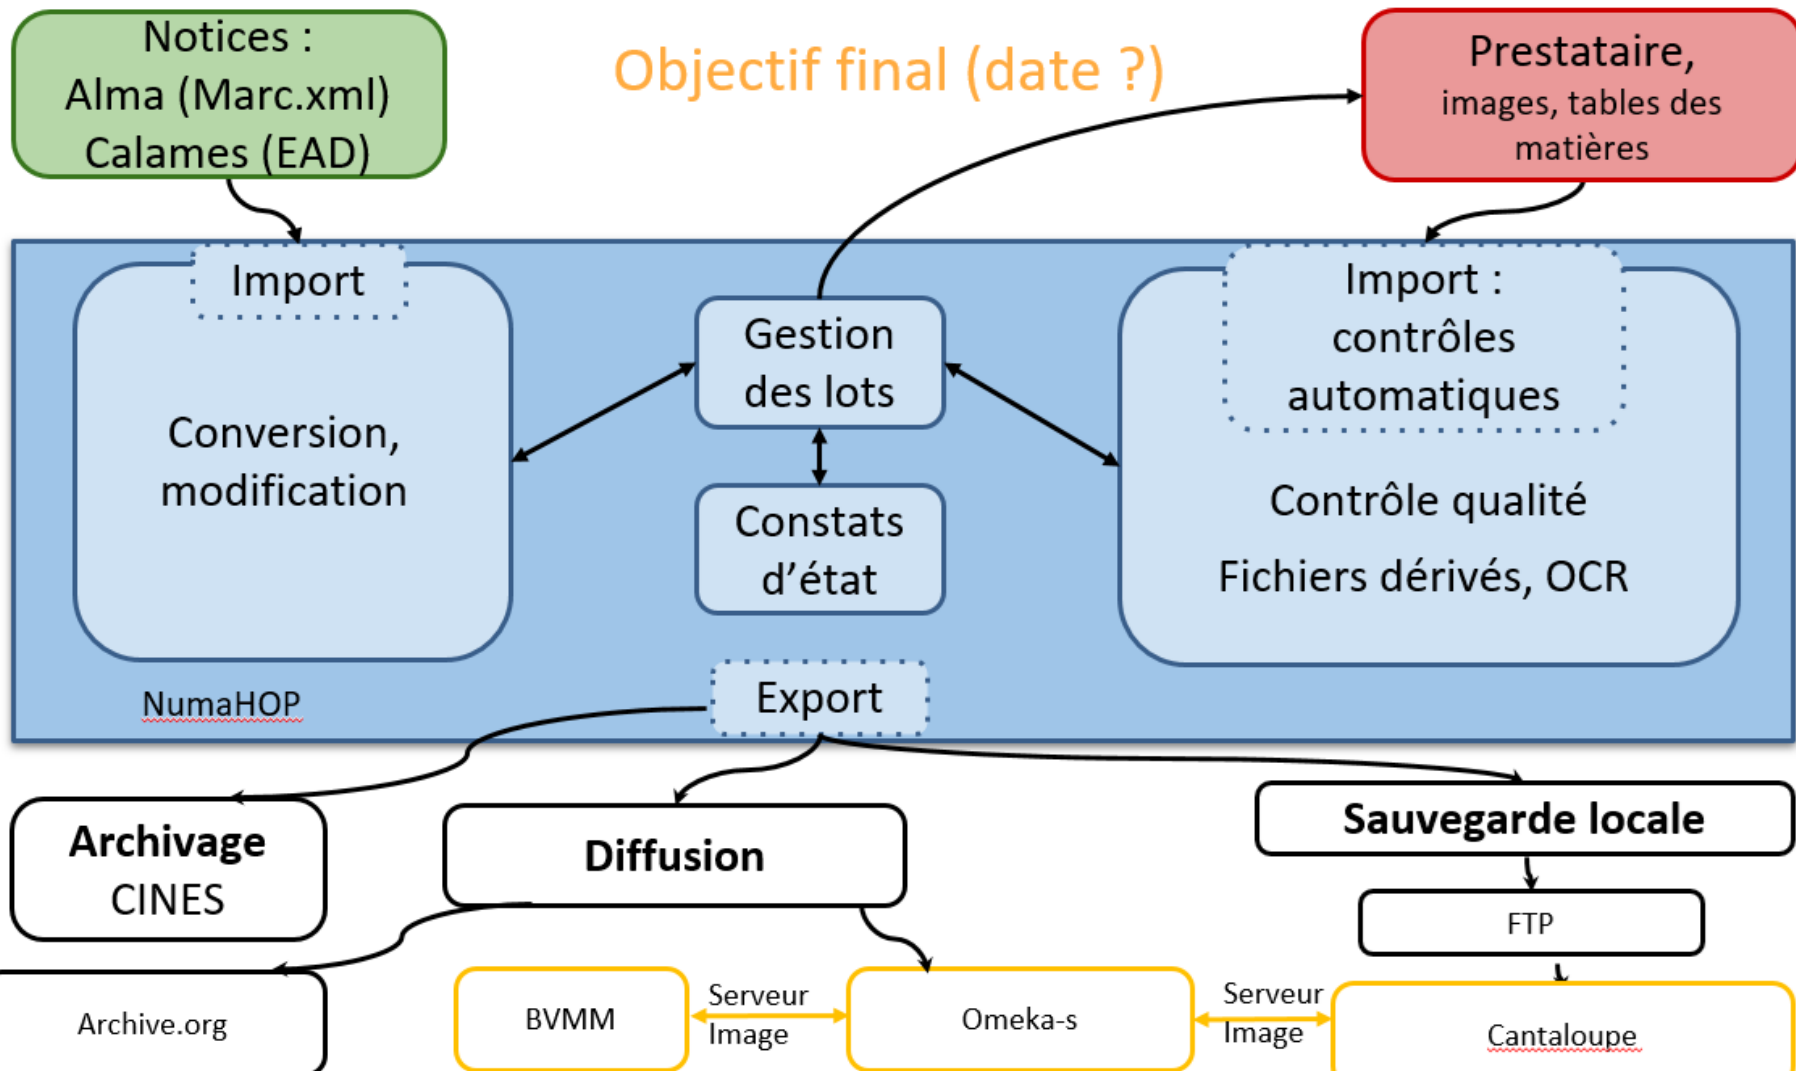 Notices :
Alma (Marc.xml)
Calames (EAD)
Objectif final (date ?)
Prestataire,
images, tables des
matières
Import
Conversion,
modification
Gestion
des lots
Constats
d’état
Import :
contrôles
automatiques
Contrôle qualité
Fichiers dérivés, OCR
NumaHOP
Export
Archivage
CINES
Diffusion
Sauvegarde locale
FTP
Archive.org
BVMM
Serveur
Image
Omeka-s
Serveur
Image
Cantaloupe